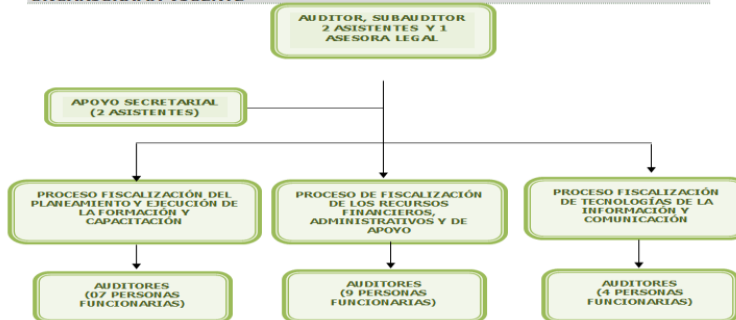 AUDITOR, SUBAUDITOR
2 ASISTENTES Y 1
ASESORA LEGAL
APOYO SECRETARIAL
(2 ASISTENTES)
PROCESO FISCALIZACIÓN DEL
PLANEAMIENTO Y EJECUCIÓN DE
LA FORMACIÓN Y
CAPACITACIÓN
PROCESO DE FISCALIZACIÓN
DE LOS RECURSOS
FINANCIEROS,
ADMINISTRATIVOS Y DE
APOYO
PROCESO FISCALIZACIÓN
DE TECNOLOGÍAS DE LA
INFORMACIÓN Y
COMUNICACIÓN
AUDITORES
(07 PERSONAS
FUNCIONARIAS)
AUDITORES
(9 PERSONAS
FUNCIONARIAS)
AUDITORES
(4 PERSONAS
FUNCIONARIAS)